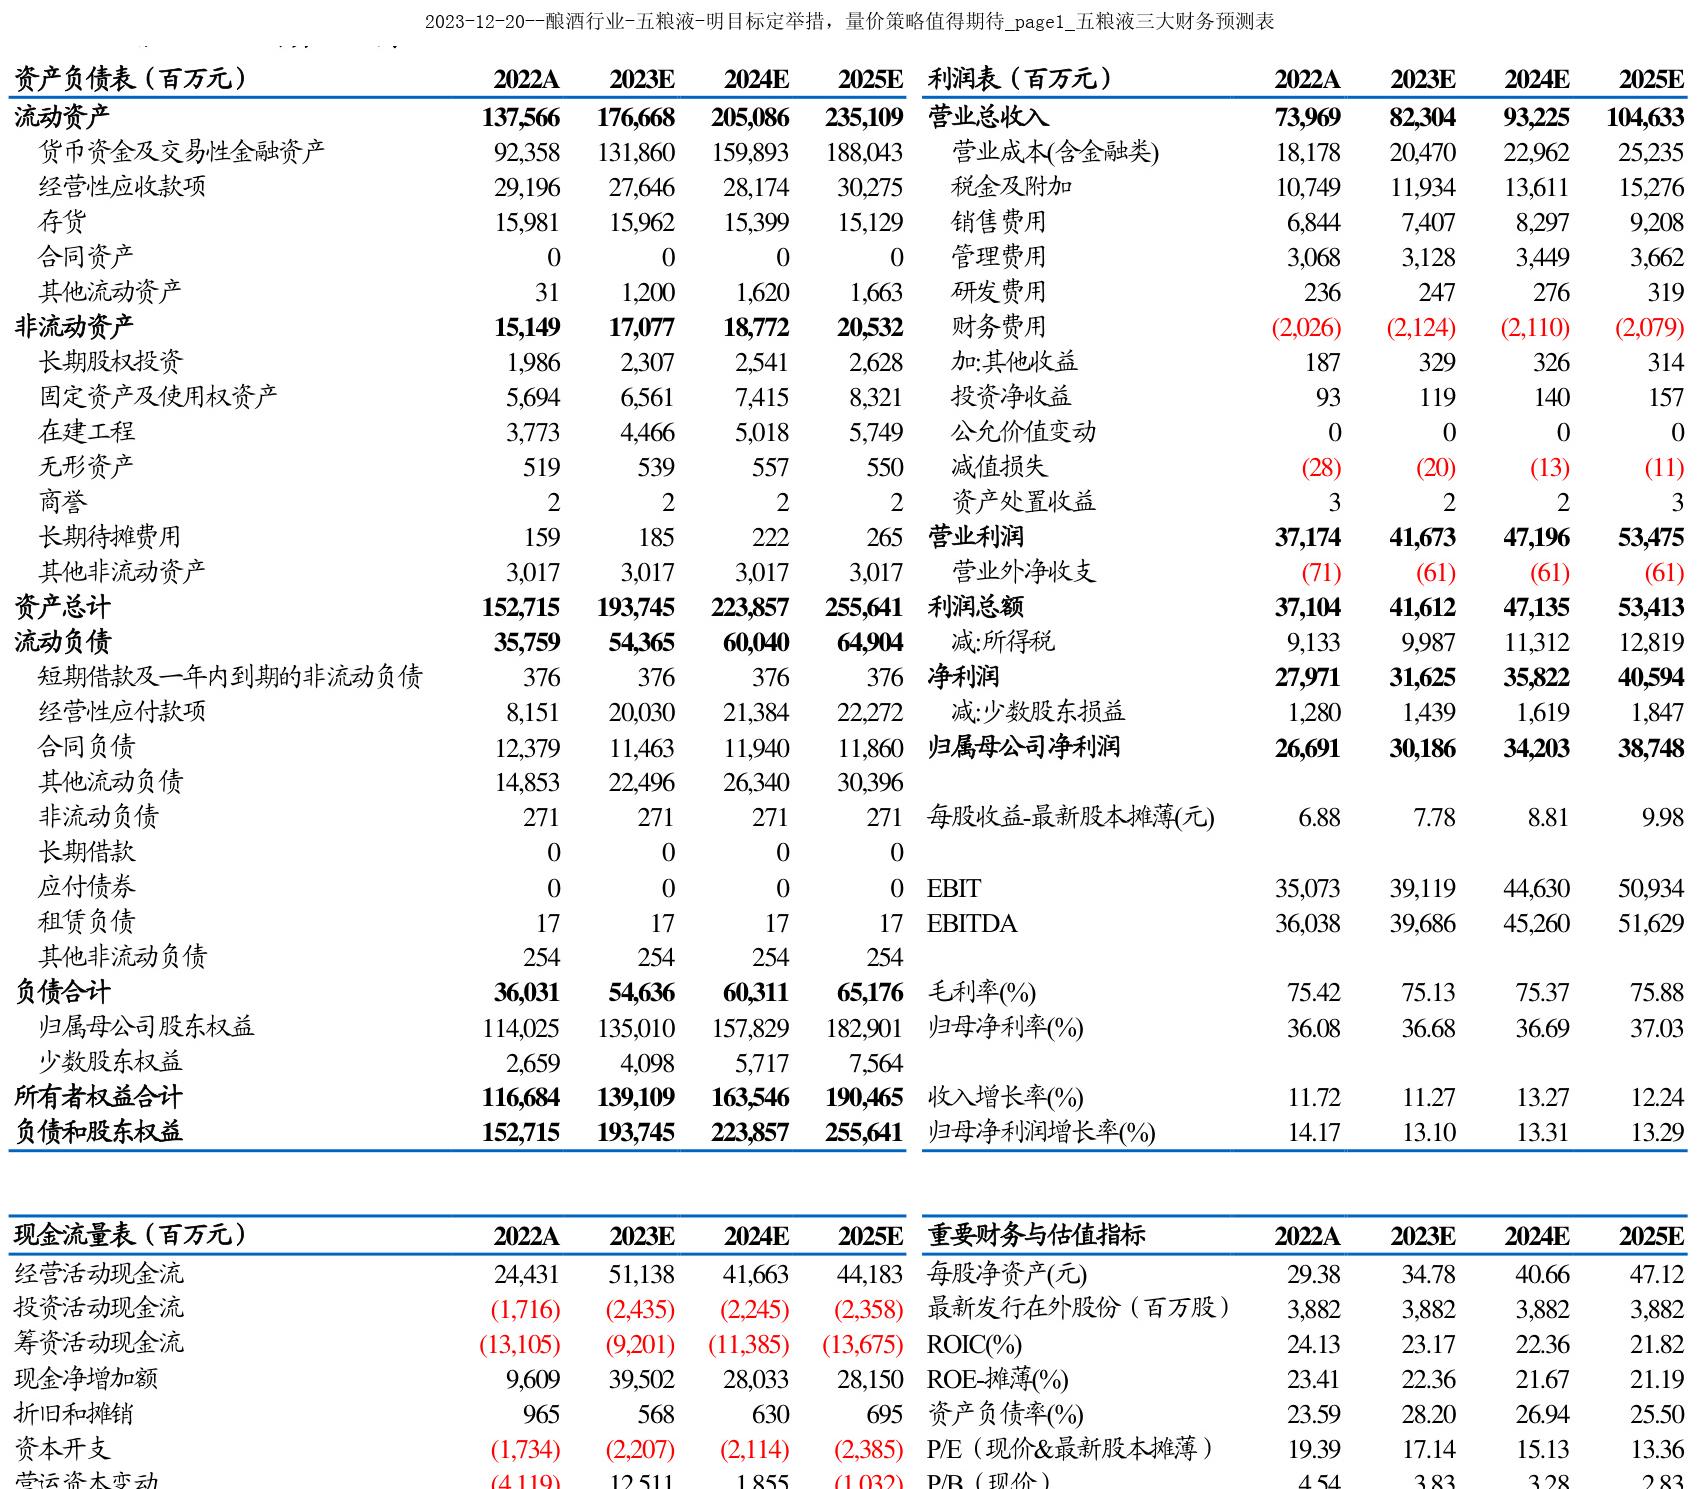 2023-12-20--酿酒行业-五粮液-明目标定举措，量价策略值得期待_page1_五粮液三大财务预测表
资产负债表（百万元） 2022A 2023E 2024E 2025E
流动资产 137,566 176,668 205,086 235,109
货币资金及交易性金融资产 92,358 131,860 159,893 188,043
经营性应收款项 29,196 27,646 28,174 30,275
存货 15,981 15,962 15,399 15,129
合同资产 0 0 0 0
其他流动资产 31 1,200 1,620 1,663
非流动资产 15,149 17,077 18,772 20,532
长期股权投资 1,986 2,307 2,541 2,628
固定资产及使用权资产 5,694 6,561 7,415 8,321
在建工程 3,773 4,466 5,018 5,749
无形资产 519 539 557 550
商誉 2 2 2 2
长期待摊费用 159 185 222 265
其他非流动资产 3,017 3,017 3,017 3,017
资产总计 152,715 193,745 223,857 255,641
流动负债 35,759 54,365 60,040 64,904
短期借款及一年内到期的非流动负债 376 376 376 376
经营性应付款项 8,151 20,030 21,384 22,272
合同负债 12,379 11,463 11,940 11,860
其他流动负债 14,853 22,496 26,340 30,396
非流动负债 271 271 271 271
长期借款 0 0 0 0
应付债券 0 0 0 0
租赁负债 17 17 17 17
其他非流动负债 254 254 254 254
负债合计 36,031 54,636 60,311 65,176
归属母公司股东权益 114,025 135,010 157,829 182,901
少数股东权益 2,659 4,098 5,717 7,564
所有者权益合计 116,684 139,109 163,546 190,465
负债和股东权益 152,715 193,745 223,857 255,641
利润表（百万元） 2022A 2023E 2024E 2025E
营业总收入 73,969 82,304 93,225 104,633
营业成本(含金融类) 18,178 20,470 22,962 25,235
税金及附加 10,749 11,934 13,611 15,276
销售费用 6,844 7,407 8,297 9,208
管理费用 3,068 3,128 3,449 3,662
研发费用 236 247 276 319
财务费用 (2,026) (2,124) (2,110) (2,079)
加:其他收益 187 329 326 314
投资净收益 93 119 140 157
公允价值变动 0 0 0 0
减值损失 (28) (20) (13) (11)
资产处置收益 3 2 2 3
营业利润 37,174 41,673 47,196 53,475
营业外净收支 (71) (61) (61) (61)
利润总额 37,104 41,612 47,135 53,413
减:所得税 9,133 9,987 11,312 12,819
净利润 27,971 31,625 35,822 40,594
减:少数股东损益 1,280 1,439 1,619 1,847
归属母公司净利润 26,691 30,186 34,203 38,748
每股收益-最新股本摊薄(元) 6.88 7.78 8.81 9.98
EBIT 35,073 39,119 44,630 50,934
EBITDA 36,038 39,686 45,260 51,629
毛利率(%) 75.42 75.13 75.37 75.88
归母净利率(%) 36.08 36.68 36.69 37.03
收入增长率(%) 11.72 11.27 13.27 12.24
归母净利润增长率(%) 14.17 13.10 13.31 13.29
现金流量表（百万元） 2022A 2023E 2024E 2025E
经营活动现金流 24,431 51,138 41,663 44,183
投资活动现金流 (1,716) (2,435) (2,245) (2,358)
筹资活动现金流 (13,105) (9,201) (11,385) (13,675)
现金净增加额 9,609 39,502 28,033 28,150
折旧和摊销 965 568 630 695
资本开支 (1,734) (2,207) (2,114) (2,385)
营运资本变动 (4,119) 12,511 1,855 (1,032)
重要财务与估值指标 2022A 2023E 2024E 2025E
每股净资产(元) 29.38 34.78 40.66 47.12
最新发行在外股份（百万股） 3,882 3,882 3,882 3,882
ROIC(%) 24.13 23.17 22.36 21.82
ROE-摊薄(%) 23.41 22.36 21.67 21.19
资产负债率(%) 23.59 28.20 26.94 25.50
P/E（现价&最新股本摊薄） 19.39 17.14 15.13 13.36
P/B（现价） 4.54 3.83 3.28 2.83